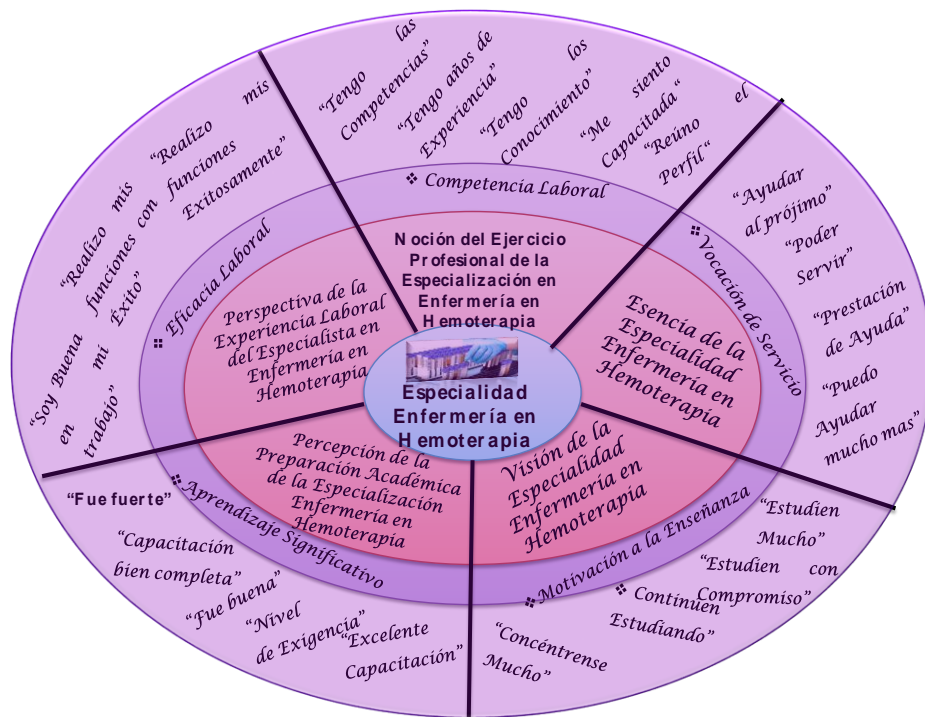 “Tengo las
Competencias”
“Tengo años de
Experiencia”
“Tengo los
Conocimiento”
“Me siento
Capacitada“
“Reúno el
Perfil“
❖ Competencia Laboral
Noción del Ejercicio
Profesional de la
Especialización en
Enfermería en
Hemoterapia
“Ayudar
al prójimo”
“Poder
Servir”
“Prestación
de Ayuda”
“Puedo
Ayudar
mucho mas”
❖ Vocación de Servicio
Esencia de la
Especialidad
Enfermería en
Hemoterapia
“Estudien
Mucho”
“Estudien con
Compromiso”
❖ Continúen
Estudiando”
“Concéntrense
Mucho”
❖ Motivación a la Enseñanza
Visión de la
Especialidad
Enfermería en
Hemoterapia
“Fue fuerte”
“Capacitación
bien completa”
“Fue buena”
“Nivel
de Exigencia”
“Excelente
Capacitación”
❖ Aprendizaje Significativo
Percepción de la
Preparación Académica
de la Especialización
Enfermería en
Hemoterapia
“Soy Buena
en mi
trabajo”
“Realizo mis
funciones con
Éxito”
“Realizo mis
funciones
Exitosamente”
❖ Eficacia Laboral
Perspectiva de la
Experiencia Laboral
del Especialista en
Enfermería en
Hemoterapia
Especialidad
Enfermería en
Hemoterapia